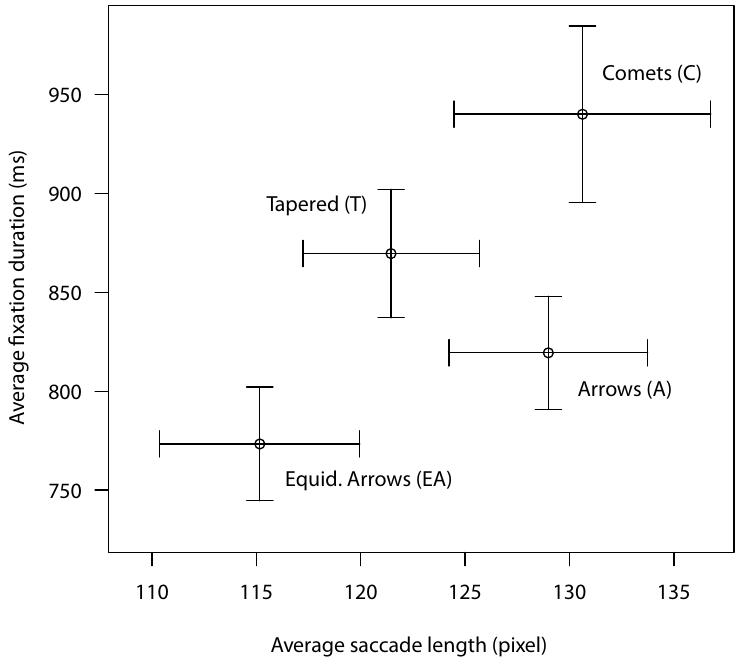 Comets (C)
950
Tapered (T)
900
850
Average fixation duration (ms)
Arrows (A)
800
Equid. Arrows (EA)
750
110 115 120 125 130 135
Average saccade length (pixel)